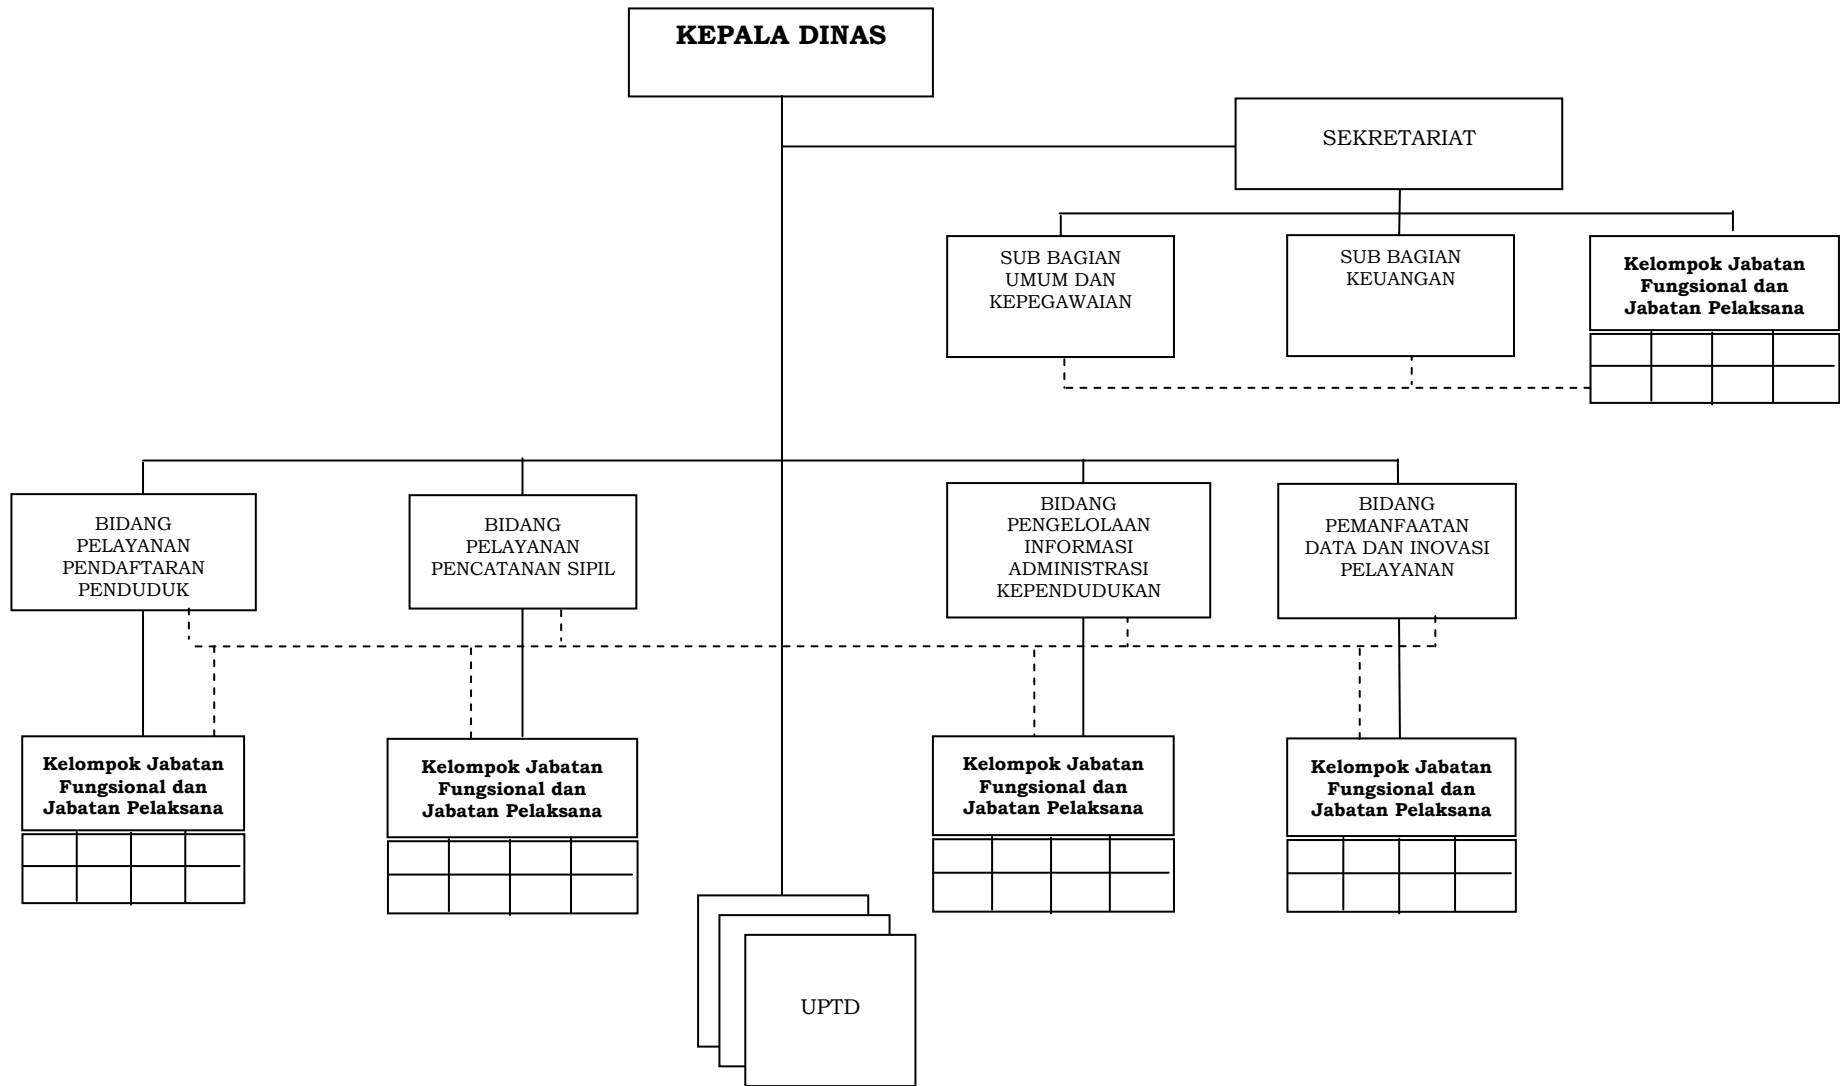 KEPALA DINAS
SEKRETARIAT
SUB BAGIAN
UMUM DAN
KEPEGAWAIAN
SUB BAGIAN
KEUANGAN
Kelompok Jabatan
Fungsional dan
Jabatan Pelaksana
BIDANG
PELAYANAN
PENDAFTARAN
PENDUDUK
BIDANG
PELAYANAN
PENCATANAN SIPIL
BIDANG
PENGELOLAAN
INFORMASI
ADMINISTRASI
KEPENDUDUKAN
BIDANG
PEMANFAATAN
DATA DAN INOVASI
PELAYANAN
Kelompok Jabatan
Fungsional dan
Jabatan Pelaksana
Kelompok Jabatan
Fungsional dan
Jabatan Pelaksana
Kelompok Jabatan
Fungsional dan
Jabatan Pelaksana
Kelompok Jabatan
Fungsional dan
Jabatan Pelaksana
UPTD